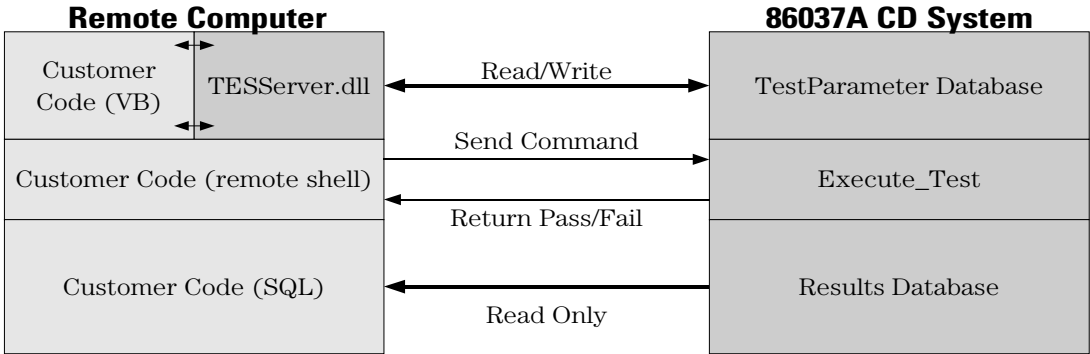 Remote Computer
86037A CD System
Customer
Code (VB)
TESServer.dll
Read/Write
TestParameter Database
Send Command
Customer Code (remote shell)
Execute_Test
Return Pass/Fail
Customer Code (SQL)
Results Database
Read Only